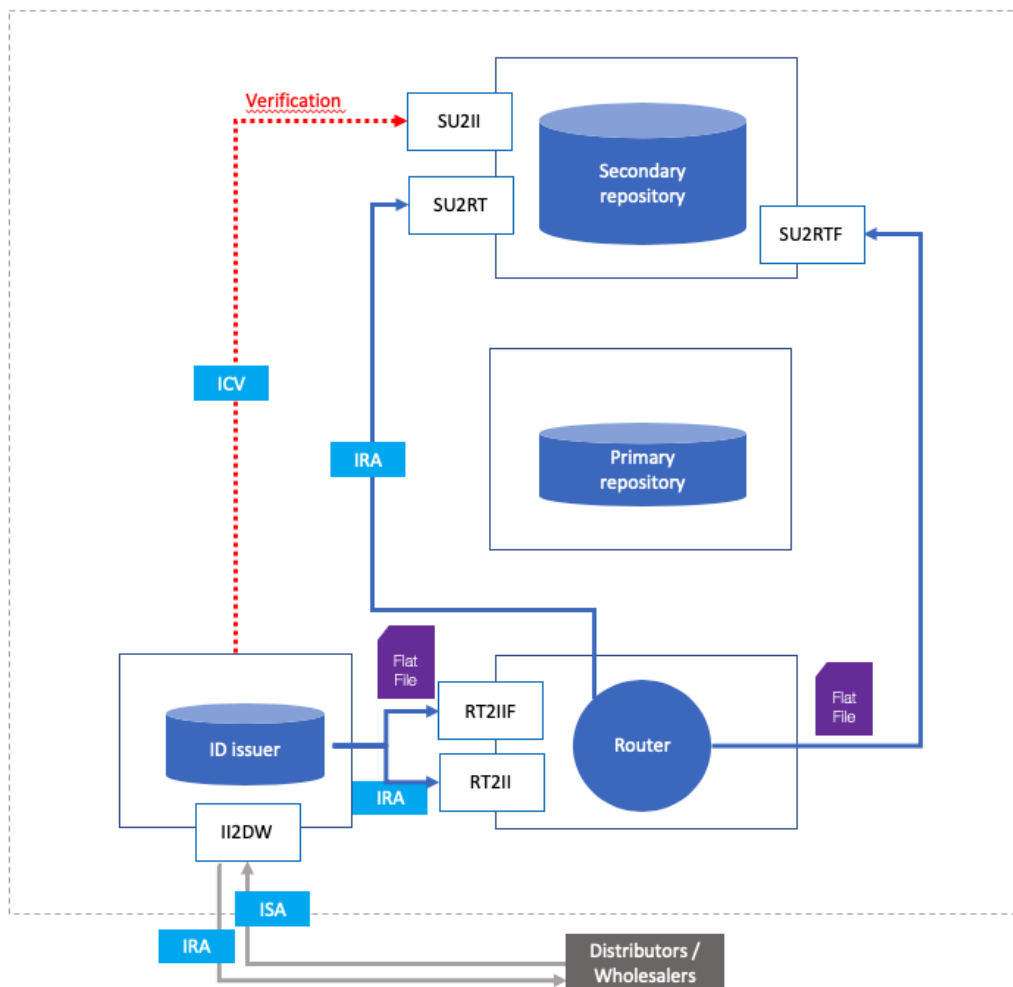 Verification
SU2II
Secondary
repository
SU2RT
SU2RTF
ICV
IRA
Primary
repository
Flat
File
RT2IIF
Flat
File
ID issuer
Router
RT2II
IRA
II2DW
ISA
IRA
Distributors /
Wholesalers